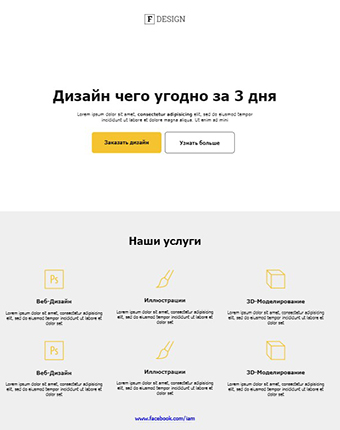 F DESIGN
Дизайн чего угодно за 3 дня
Lorem ipsum dolor sit amet, consectetur adipisicing elit, sed do eiusmod tempor
incididunt ut labore et dolore magna aliqua. Ut enim ad mini
Заказать дизайн Узнать больше
Наши услуги
Ps Ps
Веб-Дизайн Иллюстрации 3D-Моделирование
Lorem ipsum dolor sit amet, consectetur adipisicing
elit, sed do eiusmod tempor incididunt ut labore et
dolor set
Lorem ipsum dolor sit amet, consectetur adipisicing
elit, sed do eiusmod tempor incididunt ut labore et
dolor set
Lorem ipsum dolor sit amet, consectetur adipisicing
elit, sed do eiusmod tempor incididunt ut labore et
dolor set
Веб-Дизайн Иллюстрации 3D-Моделирование
Lorem ipsum dolor sit amet, consectetur adipisicing
elit, sed do eiusmod tempor incididunt ut labore et
dolor set
Lorem ipsum dolor sit amet, consectetur adipisicing
elit, sed do eiusmod tempor incididunt ut labore et
dolor set
Lorem ipsum dolor sit amet, consectetur adipisicing
elit, sed do eiusmod tempor incididunt ut labore et
dolor set
www.facebook.com/iam